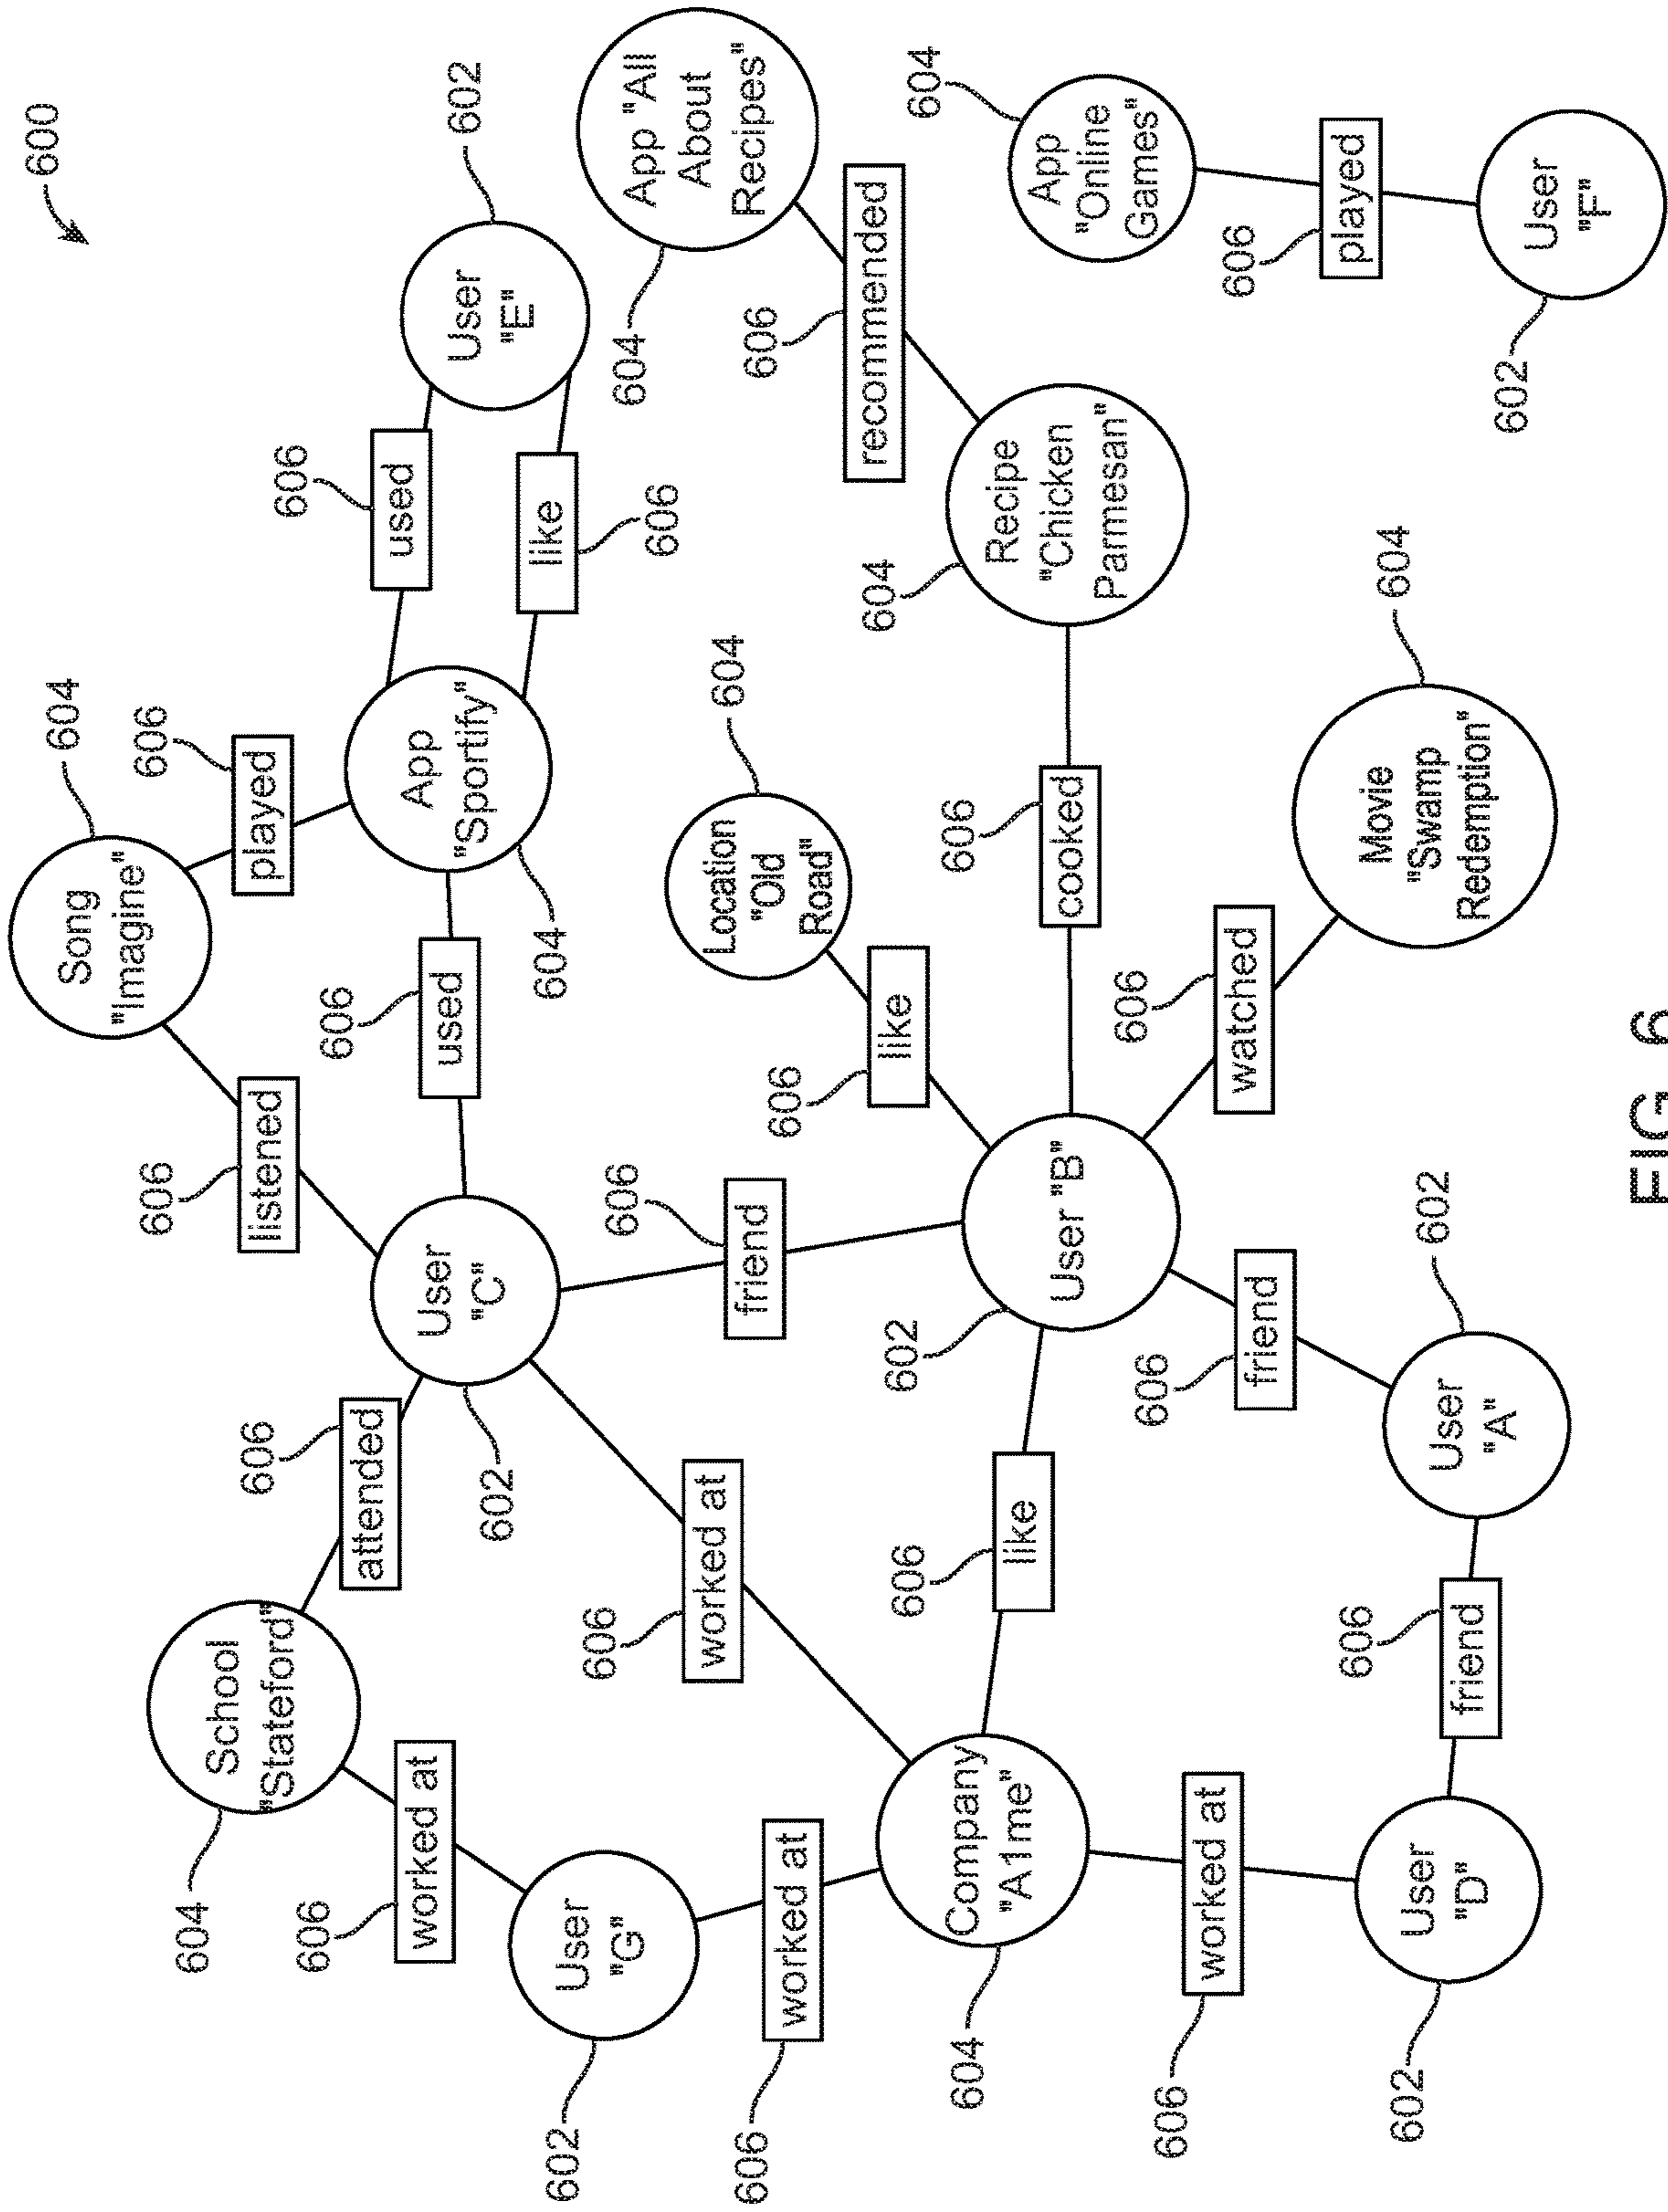 600
Song
"Imagine"
604
606
played
606
listened
School
"Stateford"
604
606
attended
606
worked at
606
used
User
"E"
602
606
like
App
"Sportify"
604
606
used
User
"C"
602
User
"G"
602
606
worked at
606
worked at
606
friend
App "All
About
Recipes"
604
606
recommended
Location
"Old
Road"
604
606
like
606
worked at
Company
"A1me"
604
606
like
User "B"
602
606
cooked
Recipe
"Chicken
Parmesan"
604
App
"Online
Games"
604
606
played
User
"F"
602
606
watched
Movie
"Swamp
Redemption"
604
606
friend
User
"A"
602
606
friend
606
worked at
User
"D"
602
FIG. 6